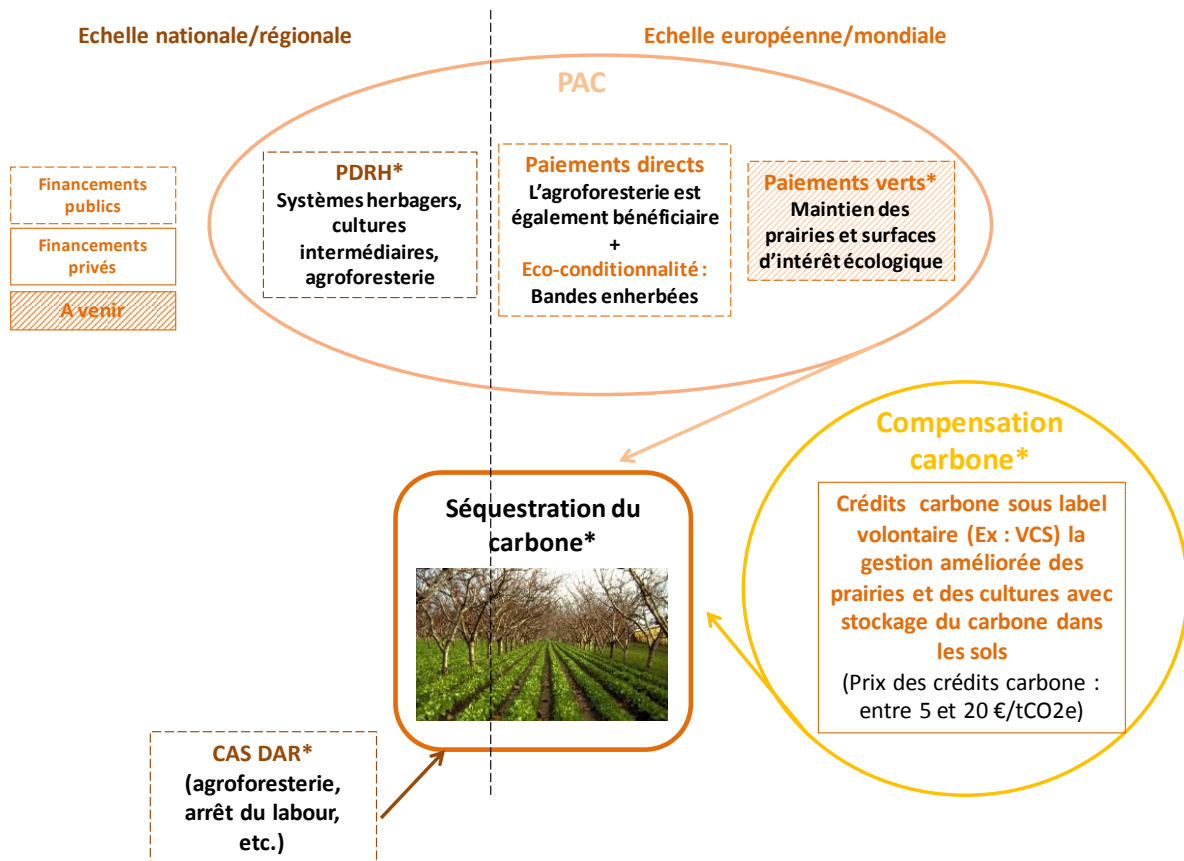 Echelle nationale/régionale
Echelle européenne/mondiale
PAC
Financements
publics
Financements
privés
A venir
PDRH*
Systèmes herbagers,
cultures
intermédiaires,
agroforesterie
Paiements directs
L’agroforesterie est
également bénéficiaire
+
Eco-conditionnalité :
Bandes enherbées
Paiements verts*
Maintien des
prairies et surfaces
d’intérêt écologique
Séquestration du
carbone*
Compensation
carbone*
Crédits carbone sous label
volontaire (Ex : VCS) la
gestion améliorée des
prairies et des cultures avec
stockage du carbone dans
les sols
(Prix des crédits carbone :
entre 5 et 20 €/tCO2e)
CAS DAR*
(agroforesterie,
arrêt du labour,
etc.)